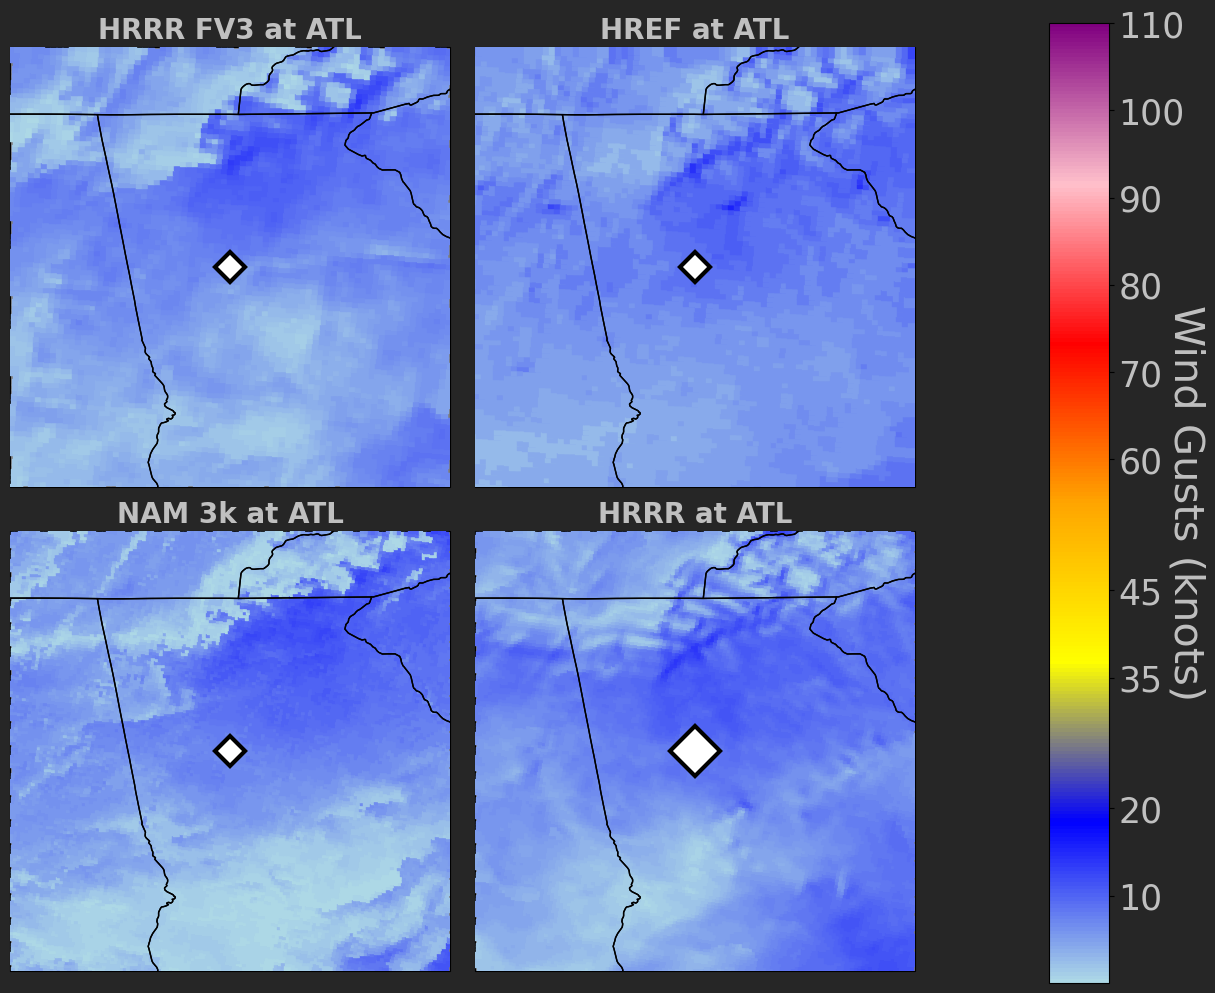 HRRR FV3 at ATL
HREF at ATL
NAM 3k at ATL
HRRR at ATL
110
100
90
80
70
60
45
35
20
10
Wind Gusts (knots)